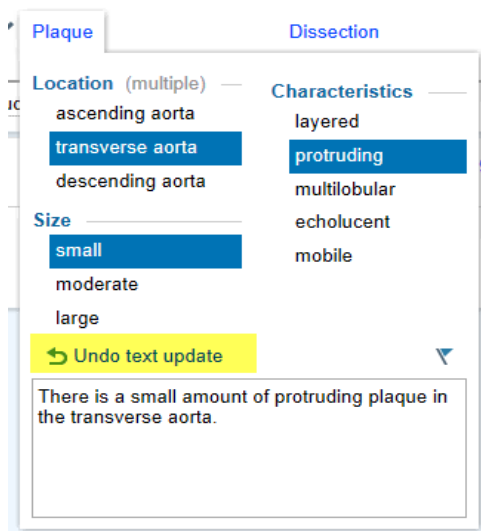 Plaque
Dissection
Location (multiple)
ascending aorta
transverse aorta
descending aorta
Size
small
moderate
large
Characteristics
layered
protruding
multilobular
echolucent
mobile
Undo text update
There is a small amount of protruding plaque in
the transverse aorta.